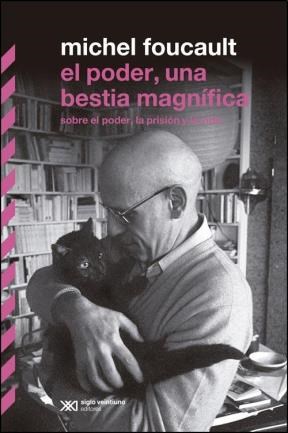 michel foucault
el poder, una
bestia magnífica
sobre el poder, la prisión y la vida
siglo veintiuno
editores